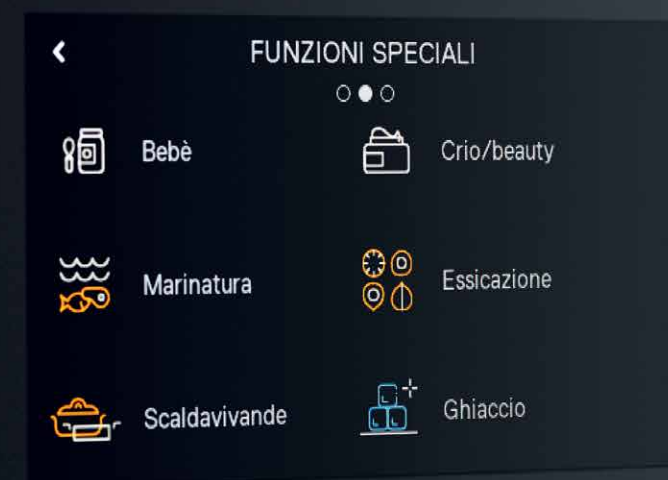 FUNZIONI SPECIALI
Bebè
Crio/beauty
Marinatura
Essicazione
Scaldavivande
Ghiaccio